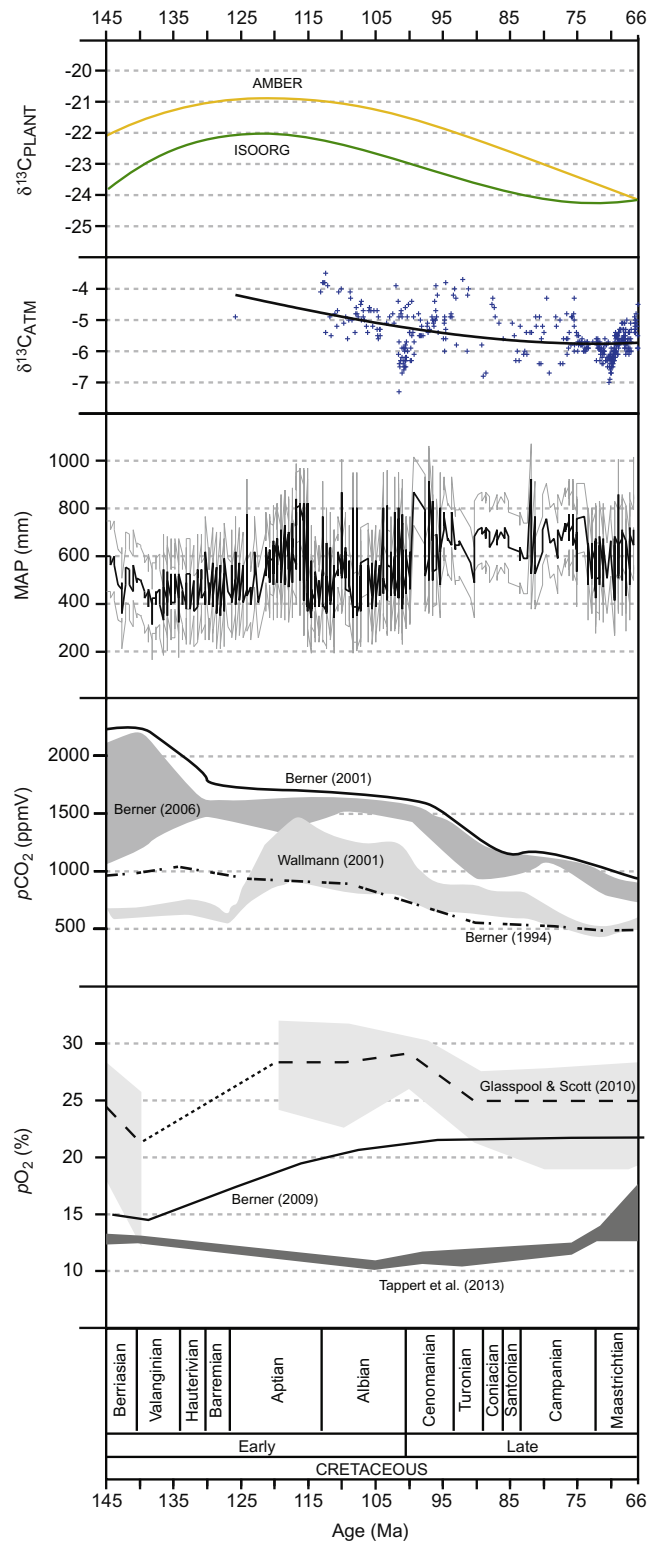 145 135 125 115 105 95 85 75 66
-20
-21
-22
-23
-24
-25
δ13CPLANT
AMBER
ISOORG
-4
-5
-6
-7
δ13CATM
1000
800
600
400
200
MAP (mm)
2000
1500
1000
500
pCO2 (ppmV)
Berner (2001)
Berner (2006)
Wallmann (2001)
Berner (1994)
30
25
20
15
10
pO2 (%)
Glasspool & Scott (2010)
Berner (2009)
Tappert et al. (2013)
Berriasian
Valanginian
Hauterivian
Barremian
Aptian
Albian
Cenomanian
Turonian
Coniacian
Santonian
Campanian
Maastrichtian
Early Late
CRETACEOUS
145 135 125 115 105 95 85 75 66
Age (Ma)